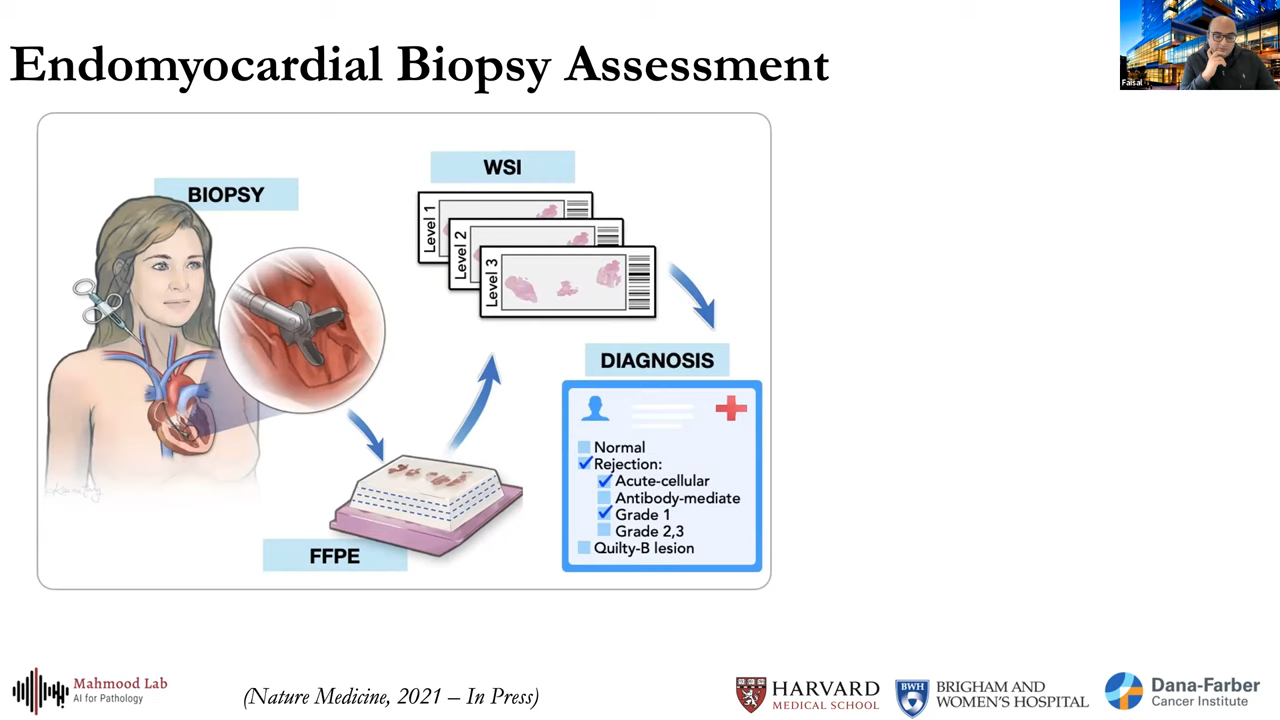 Endomyocardial Biopsy Assessment
Faisal
BIOPSY
WSI
Level 1
Level 2
Level 3
DIAGNOSIS
Normal
Rejection:
Acute-cellular
Antibody-mediate
Grade 1
Grade 2,3
Quilty-B lesion
FFPE
Mahmood Lab
AI for Pathology
(Nature Medicine, 2021 – In Press)
HARVARD
MEDICAL SCHOOL
BWH
BRIGHAM AND
WOMEN'S HOSPITAL
Dana-Farber
Cancer Institute